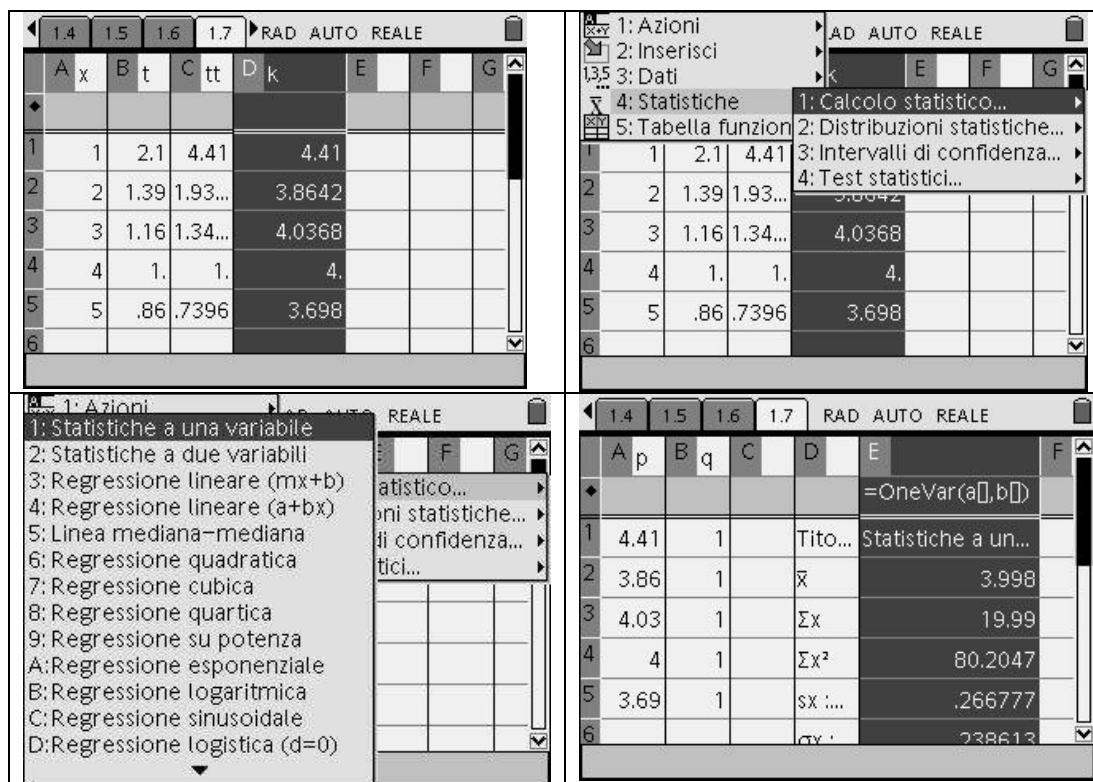 1.4 1.5 1.6 1.7 RAD AUTO REALE
A x B t C tt D k E F G
1 1 2.1 4.41 4.41
2 2 1.39 1.93... 3.8642
3 3 1.16 1.34... 4.0368
4 4 1. 1. 4.
5 5 .86 .7396 3.698
6
1: Azioni AD AUTO REALE
2: Inserisci
3: Dati k E F G
4: Statistiche 1: Calcolo statistico...
5: Tabella funzion 2: Distribuzioni statistiche...
1 1 2.1 4.41 3: Intervalli di confidenza...
4: Test statistici...
2 2 1.39 1.93... 3.8642
3 3 1.16 1.34... 4.0368
4 4 1. 1. 4.
5 5 .86 .7396 3.698
6
1: Azioni REALE
1: Statistiche a una variabile
2: Statistiche a due variabili F G
3: Regressione lineare (mx+b)
4: Regressione lineare (a+bx) atistico...
5: Linea mediana-mediana oni statistiche...
6: Regressione quadratica di confidenza...
7: Regressione cubica tici...
8: Regressione quartica
9: Regressione su potenza
A:Regressione esponenziale
B:Regressione logaritmica
C:Regressione sinusoidale
D:Regressione logistica (d=0)
1.4 1.5 1.6 1.7 RAD AUTO REALE
A p B q C D E F
=OneVar(a[],b[])
1 4.41 1 Tito... Statistiche a un...
2 3.86 1 x̄ 3.998
3 4.03 1 Σx 19.99
4 4 1 Σx² 80.2047
5 3.69 1 sx :... .266777
6 σx : .238613